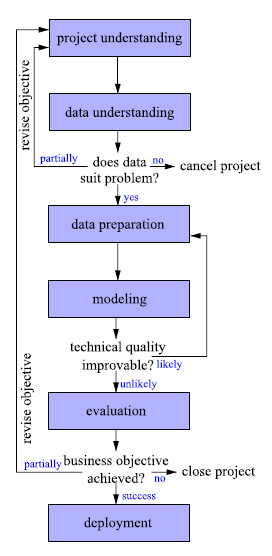 project understanding
revise objective
data understanding
partially
does data
no
suit problem?
cancel project
yes
data preparation
modeling
technical quality
improvable?
likely
unlikely
evaluation
revise objective
partially
business objective
achieved?
no
close project
success
deployment